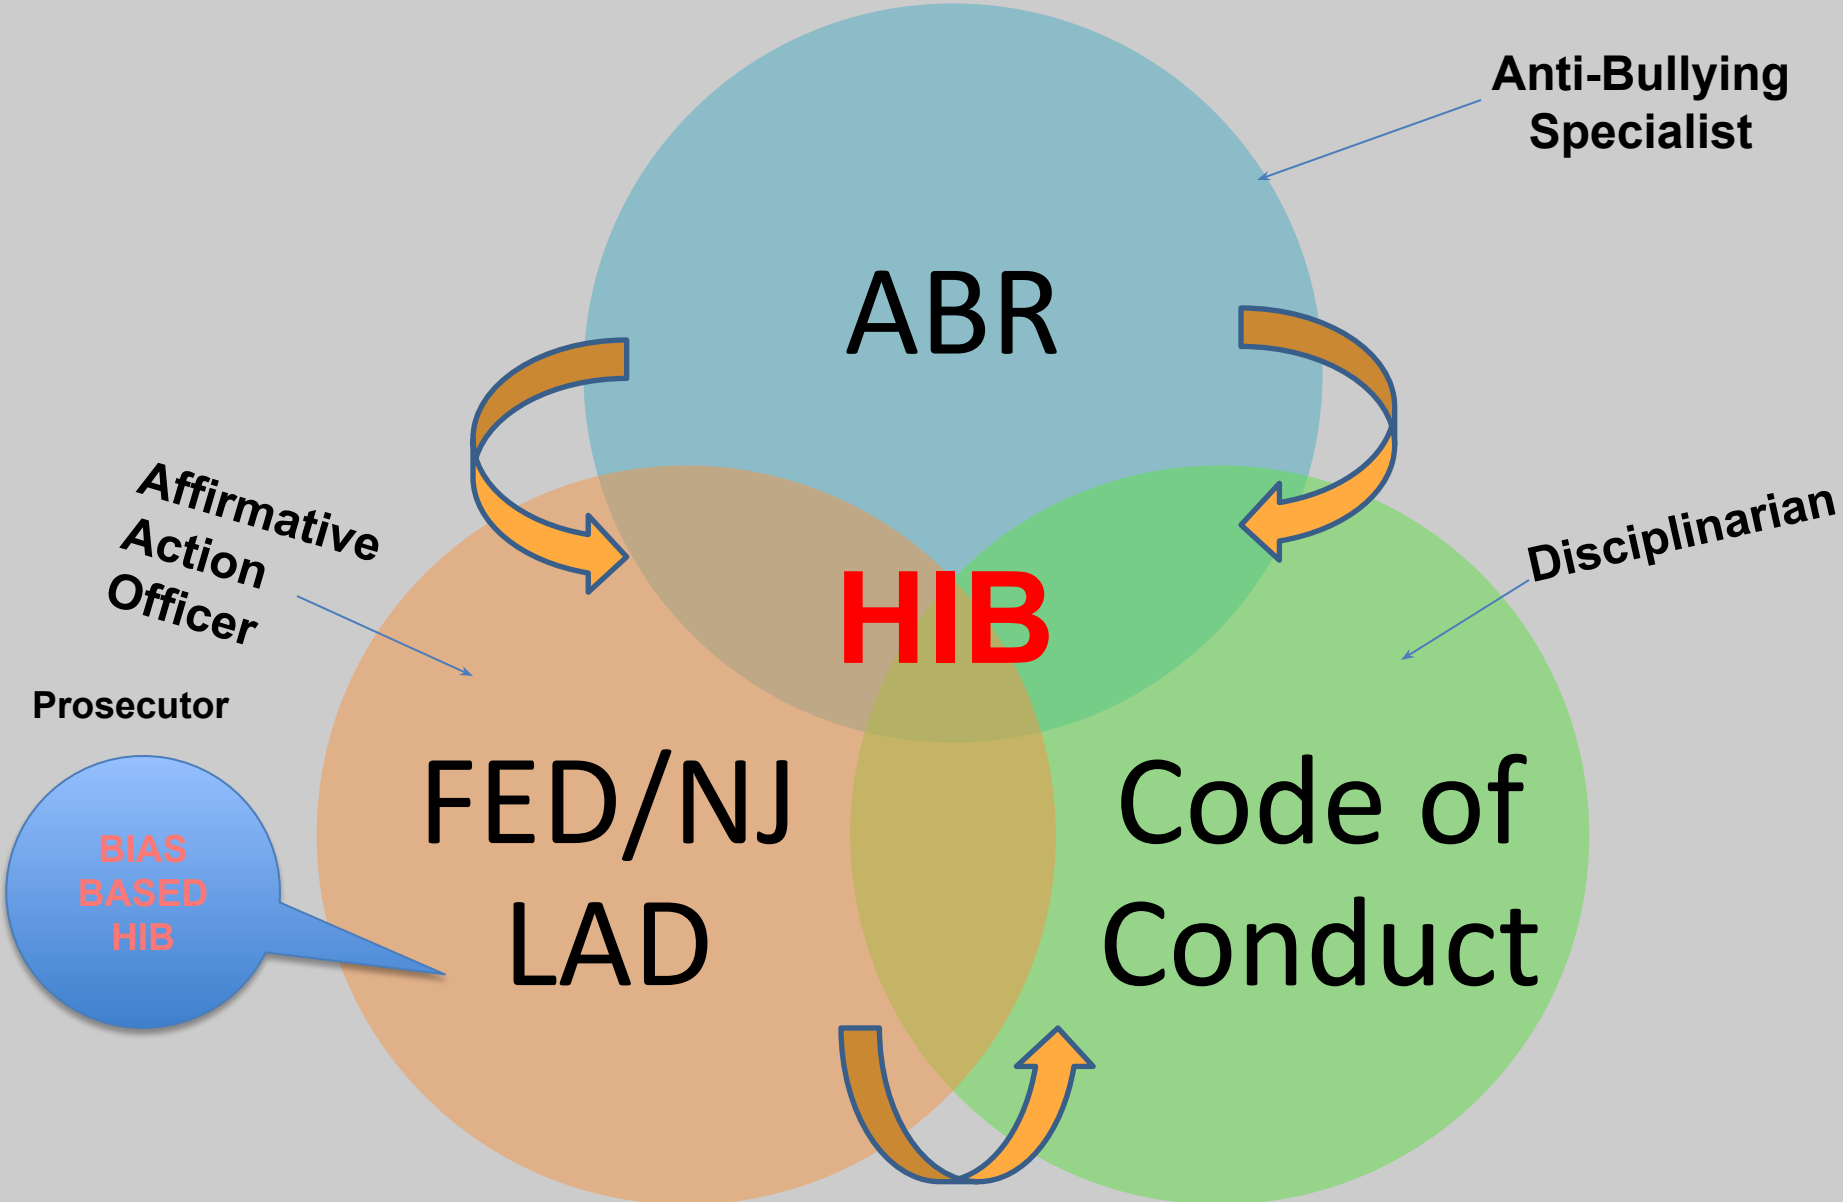 Anti-Bullying
Specialist
ABR
Affirmative
Action
Officer
Disciplinarian
HIB
Prosecutor
BIAS
BASED
HIB
FED/NJ
LAD
Code of
Conduct